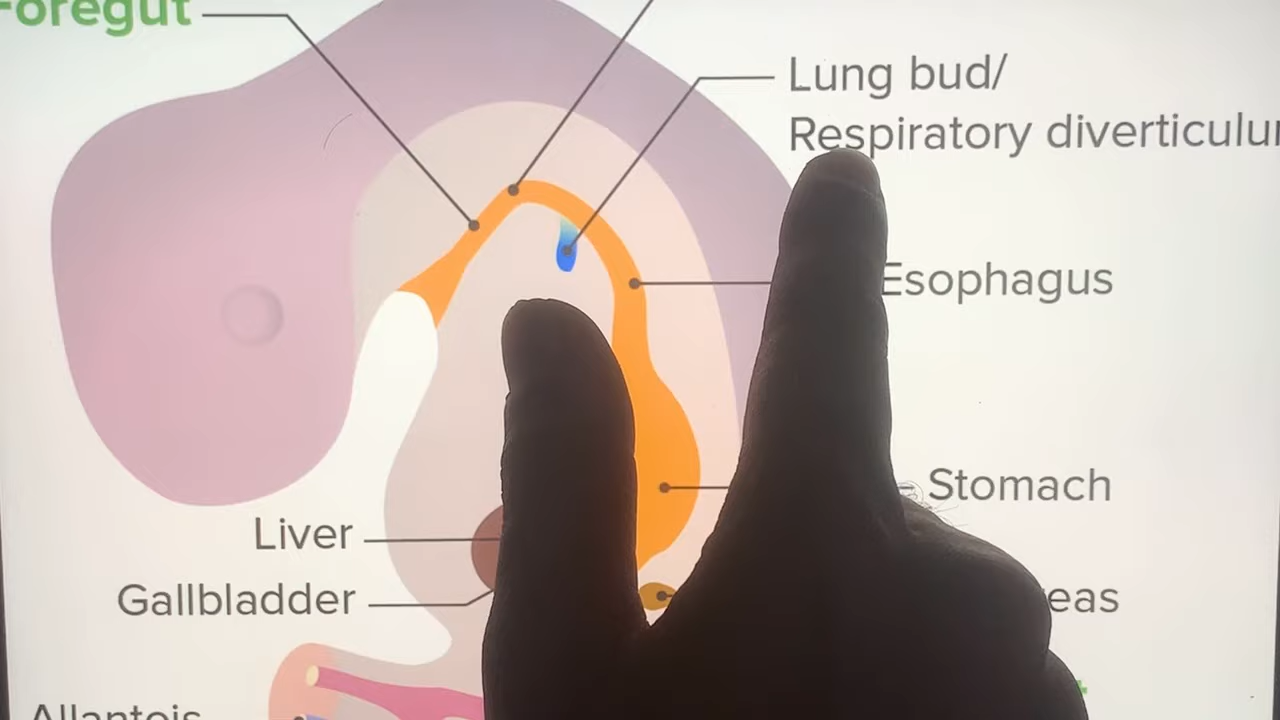 Foregut
Lung bud/
Respiratory diverticulu
Esophagus
Stomach
Liver
Gallbladder
eas
Allantois